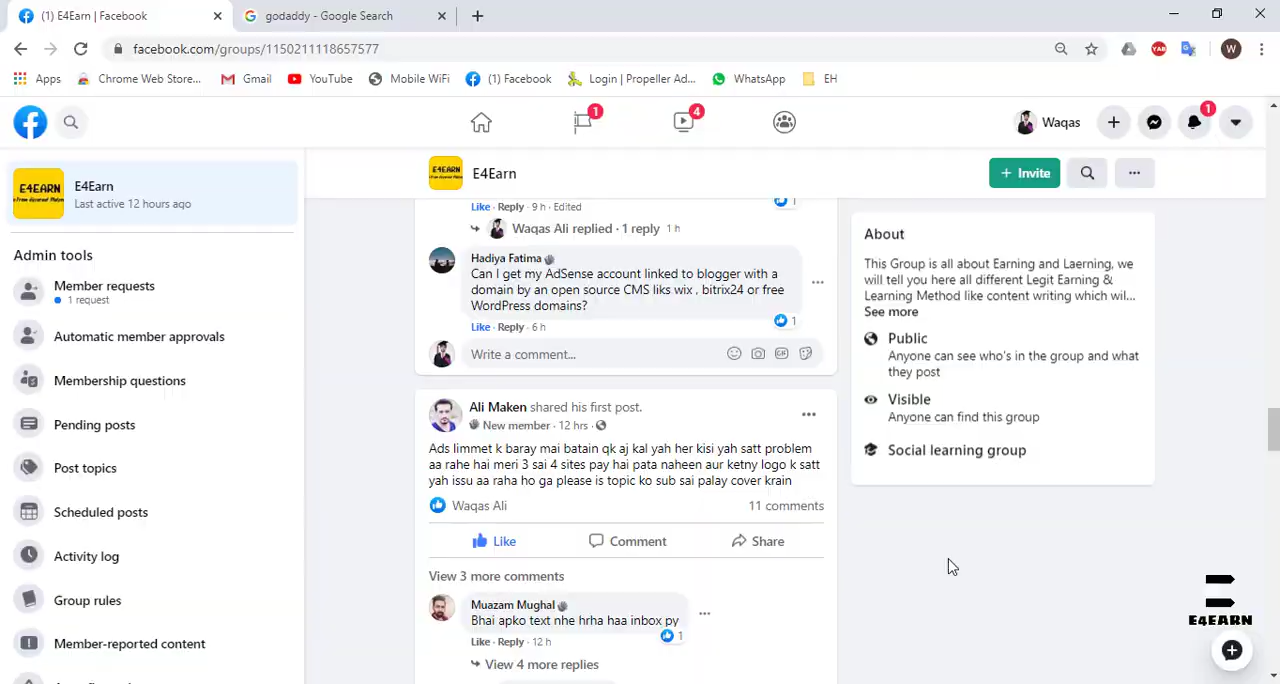 (1) E4Earn | Facebook
godaddy - Google Search
facebook.com/groups/1150211118657577
YAB
W
Apps
Chrome Web Store...
Gmail
YouTube
Mobile WiFi
(1) Facebook
Login | Propeller Ad...
WhatsApp
EH
1
4
Waqas
1
E4Earn
Last active 12 hours ago
E4EARN
E4EARN
E4Earn
Invite
Admin tools
Member requests
1 request
Automatic member approvals
Membership questions
Pending posts
Post topics
Scheduled posts
Activity log
Group rules
Member-reported content
Like · Reply · 9 h · Edited
1
Waqas Ali replied · 1 reply 1 h
Hadiya Fatima
Can I get my AdSense account linked to blogger with a
domain by an open source CMS liks wix , bitrix24 or free
WordPress domains?
Like · Reply · 6 h
1
Write a comment...
GIF
Ali Maken shared his first post.
New member · 12 hrs ·
Ads limmet k baray mai batain qk aj kal yah her kisi yah satt problem
aa rahe hai meri 3 sai 4 sites pay hai pata naheen aur ketny logo k satt
yah issu aa raha ho ga please is topic ko sub sai palay cover krain
Waqas Ali
11 comments
Like
Comment
Share
View 3 more comments
Muazam Mughal
Bhai apko text nhe hrha haa inbox py
1
Like · Reply · 12 h
View 4 more replies
About
This Group is all about Earning and Laerning, we
will tell you here all different Legit Earning &
Learning Method like content writing which wil...
See more
Public
Anyone can see who's in the group and what
they post
Visible
Anyone can find this group
Social learning group
E4EARN